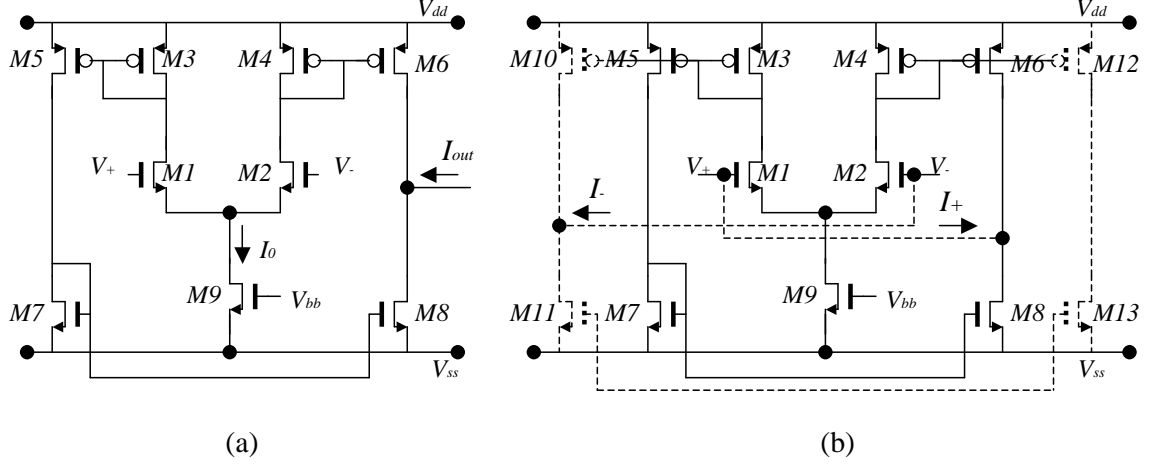 Vdd
M5
M3
M4
M6
V+
M1
M2
V-
Iout
I0
M9
Vbb
M7
M8
Vss
(a)
Vdd
M10
M5
M3
M4
M6
M12
V+
M1
M2
V-
I-
I+
M9
Vbb
M11
M7
M8
M13
Vss
(b)